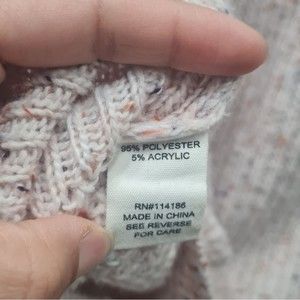 95% POLYESTER
5% ACRYLIC
RN#114186
MADE IN CHINA
SEE REVERSE
FOR CARE